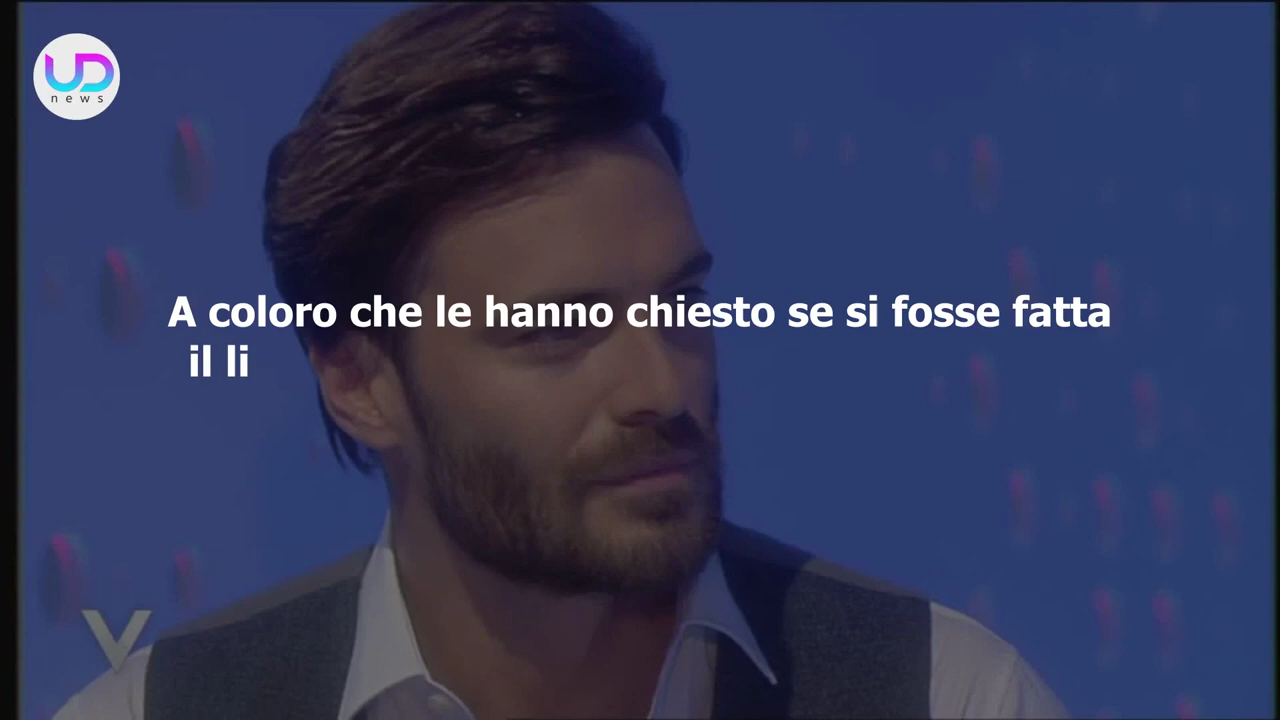 UD
news
A coloro che le hanno chiesto se si fosse fatta
il li
V